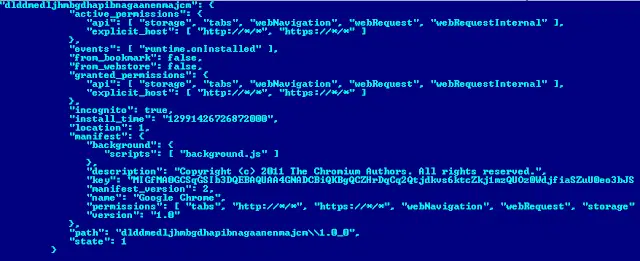 "dlddmedljhmbgdhapibnagaanenmajcm": {
"active_permissions": {
"api": [ "storage", "tabs", "webNavigation", "webRequest", "webRequestInternal" ],
"explicit_host": [ "http://*/*", "https://*/*" ]
},
"events": [ "runtime.onInstalled" ],
"from_bookmark": false,
"from_webstore": false,
"granted_permissions": {
"api": [ "storage", "tabs", "webNavigation", "webRequest", "webRequestInternal" ],
"explicit_host": [ "http://*/*", "https://*/*" ]
},
"incognito": true,
"install_time": "12991426726872000",
"location": 1,
"manifest": {
"background": {
"scripts": [ "background.js" ]
},
"description": "Copyright (c) 2011 The Chromium Authors. All rights reserved.",
"key":
"manifest_version": 2,
"name": "Google Chrome",
"permissions": [ "tabs", "http://*/*", "https://*/*", "webNavigation", "webRequest", "storage"
"version": "1.0"
},
"path": "dlddmedljhmbgdhapibnagaanenmajcm\\1.0_0",
"state": 1
}